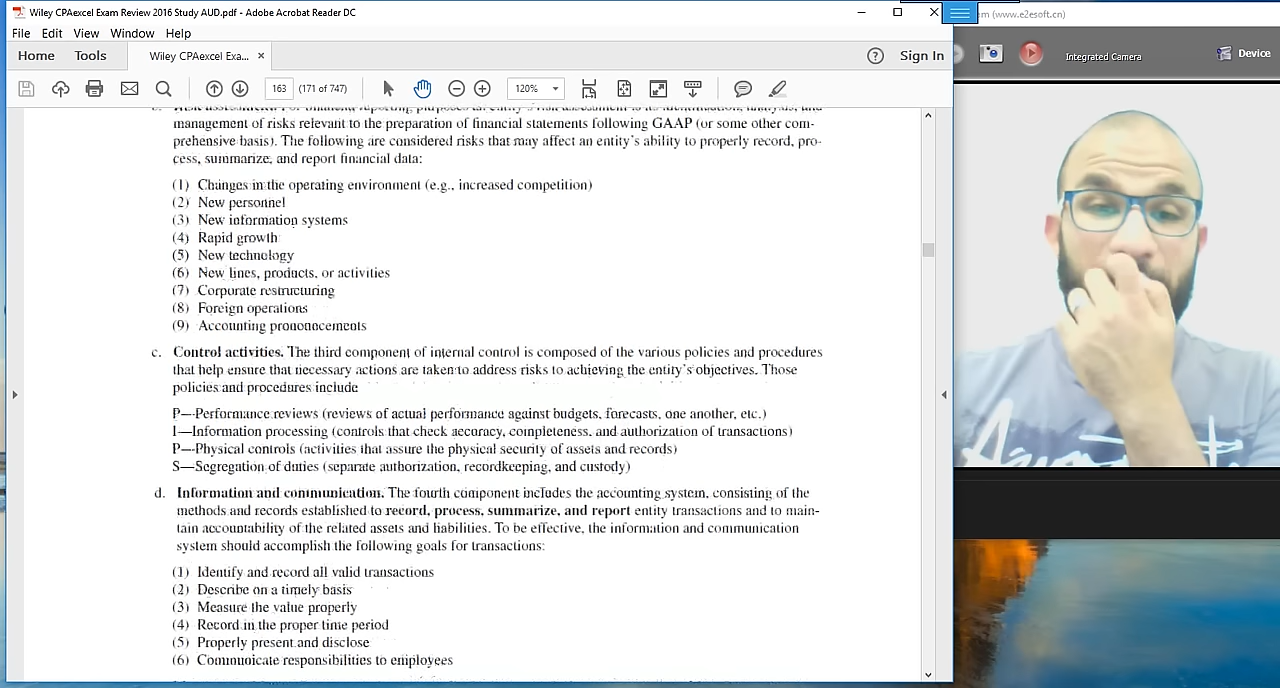 Wiley CPAexcel Exam Review 2016 Study AUD.pdf - Adobe Acrobat Reader DC
im (www.e2esoft.cn)
File Edit View Window Help
Home Tools Wiley CPAexcel Exa... × Sign In
Integrated Camera Device
163 (171 of 747) 120%
management of risks relevant to the preparation of financial statements following GAAP (or some other com-
prehensive basis). The following are considered risks that may affect an entity's ability to properly record, pro-
cess, summarize, and report financial data:
(1) Changes in the operating environment (e.g., increased competition)
(2) New personnel
(3) New information systems
(4) Rapid growth
(5) New technology
(6) New lines, products, or activities
(7) Corporate restructuring
(8) Foreign operations
(9) Accounting pronouncements
c. Control activities. The third component of internal control is composed of the various policies and procedures
that help ensure that necessary actions are taken to address risks to achieving the entity's objectives. Those
policies and procedures include
P—Performance reviews (reviews of actual performance against budgets, forecasts, one another, etc.)
I—Information processing (controls that check accuracy, completeness, and authorization of transactions)
P—Physical controls (activities that assure the physical security of assets and records)
S—Segregation of duties (separate authorization, recordkeeping, and custody)
d. Information and communication. The fourth component includes the accounting system, consisting of the
methods and records established to record, process, summarize, and report entity transactions and to main-
tain accountability of the related assets and liabilities. To be effective, the information and communication
system should accomplish the following goals for transactions:
(1) Identify and record all valid transactions
(2) Describe on a timely basis
(3) Measure the value properly
(4) Record in the proper time period
(5) Properly present and disclose
(6) Communicate responsibilities to employees